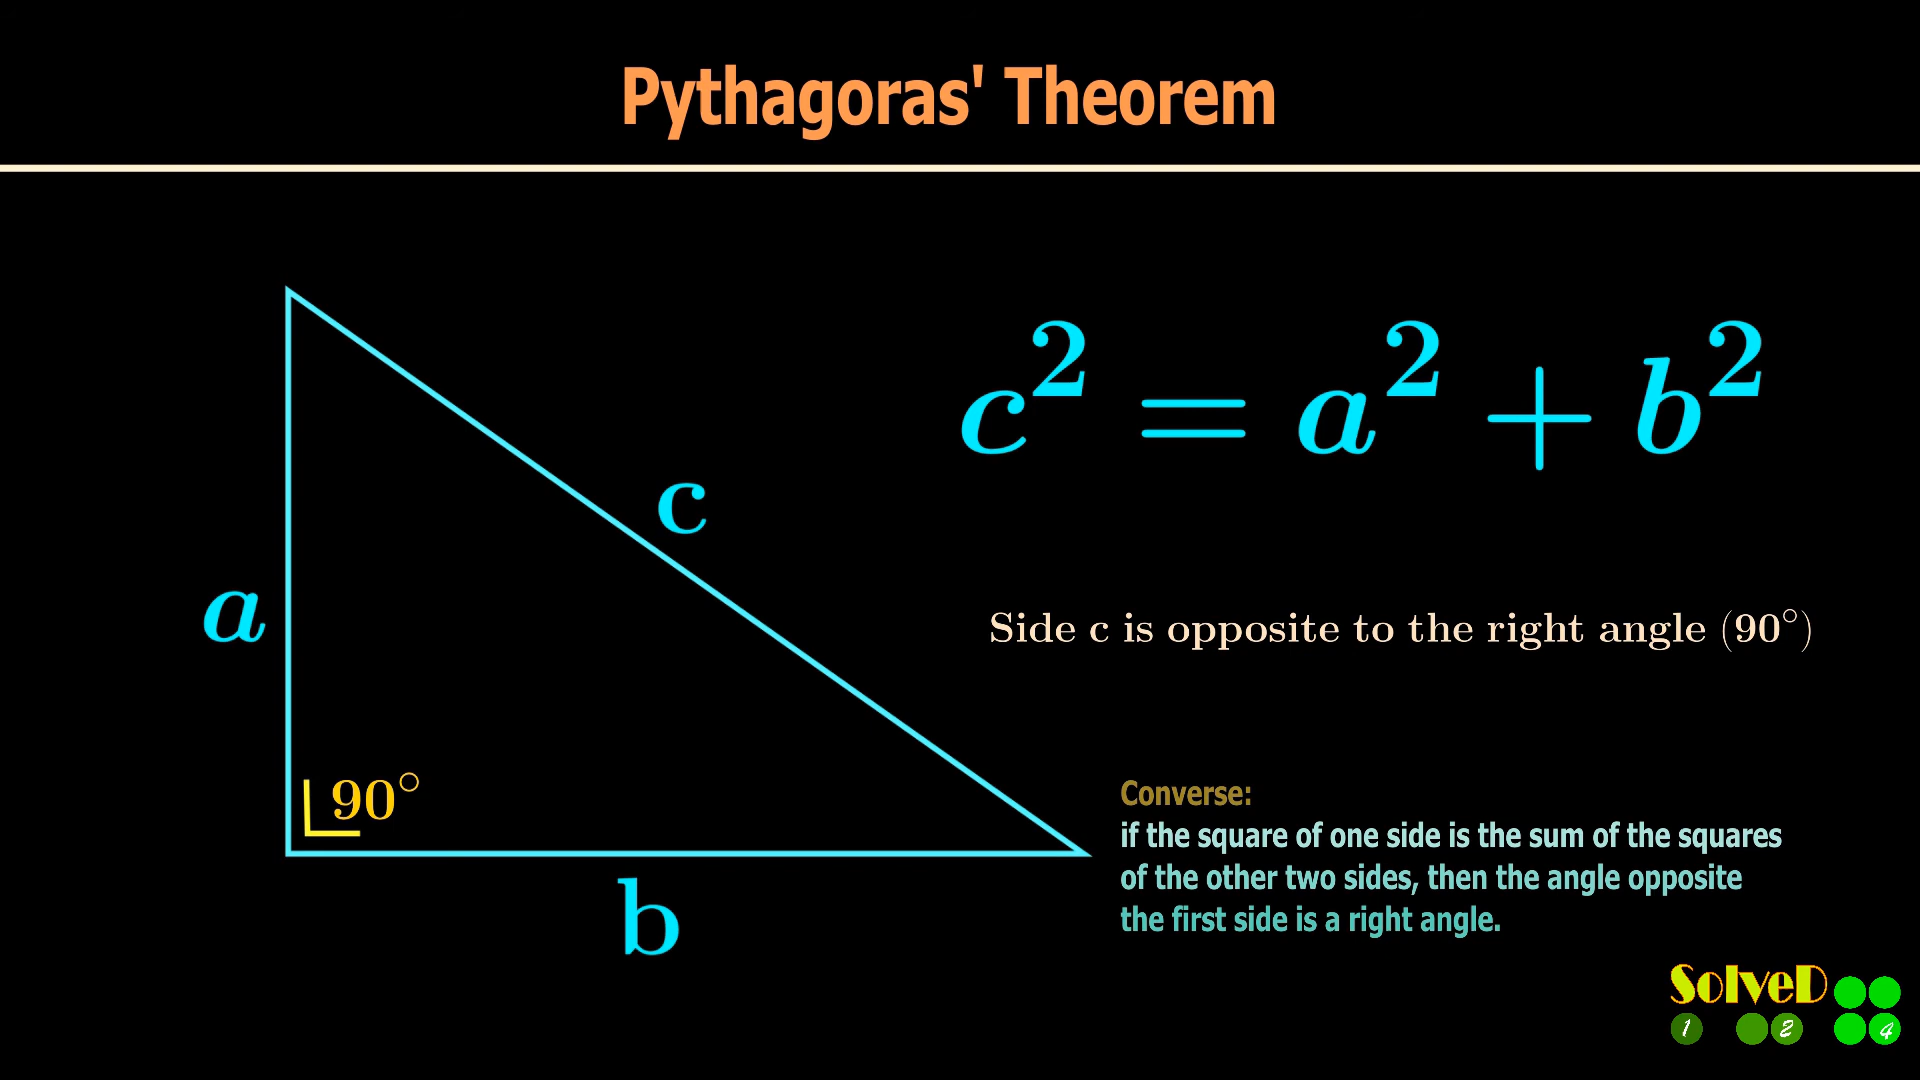 Pythagoras' Theorem
c² = a² + b²
c
a
Side c is opposite to the right angle (90°)
90°
Converse:
if the square of one side is the sum of the squares
of the other two sides, then the angle opposite
the first side is a right angle.
b
SolveD
1 2 4